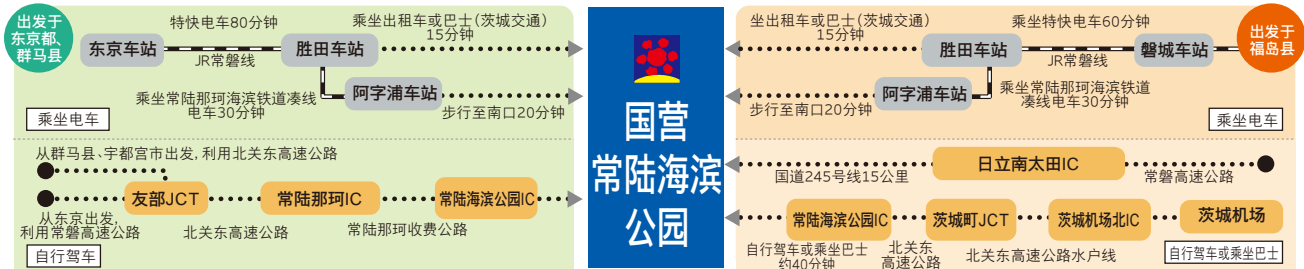 出发于
东京都、
群马县
特快电车80分钟
乘坐出租车或巴士（茨城交通）
15分钟
东京车站
胜田车站
JR常磐线
阿字浦车站
乘坐常陆那珂海滨铁道凑线
电车30分钟
步行至南口20分钟
乘坐电车
从群马县、宇都宫市出发，利用北关东高速公路
友部JCT
常陆那珂IC
常陆海滨公园IC
从东京出发，
利用常磐高速公路
北关东高速公路
常陆那珂收费公路
自行驾车
国营
常陆海滨
公园
坐出租车或巴士（茨城交通）
15分钟
乘坐特快电车60分钟
出发于
福岛县
胜田车站
磐城车站
JR常磐线
阿字浦车站
乘坐常陆那珂海滨铁道
凑线电车30分钟
步行至南口20分钟
乘坐电车
日立南太田IC
国道245号线15公里
常磐高速公路
常陆海滨公园IC
茨城町JCT
茨城机场北IC
茨城机场
自行驾车或乘坐巴士
约40分钟
北关东
高速公路
北关东高速公路水户线
自行驾车或乘坐巴士